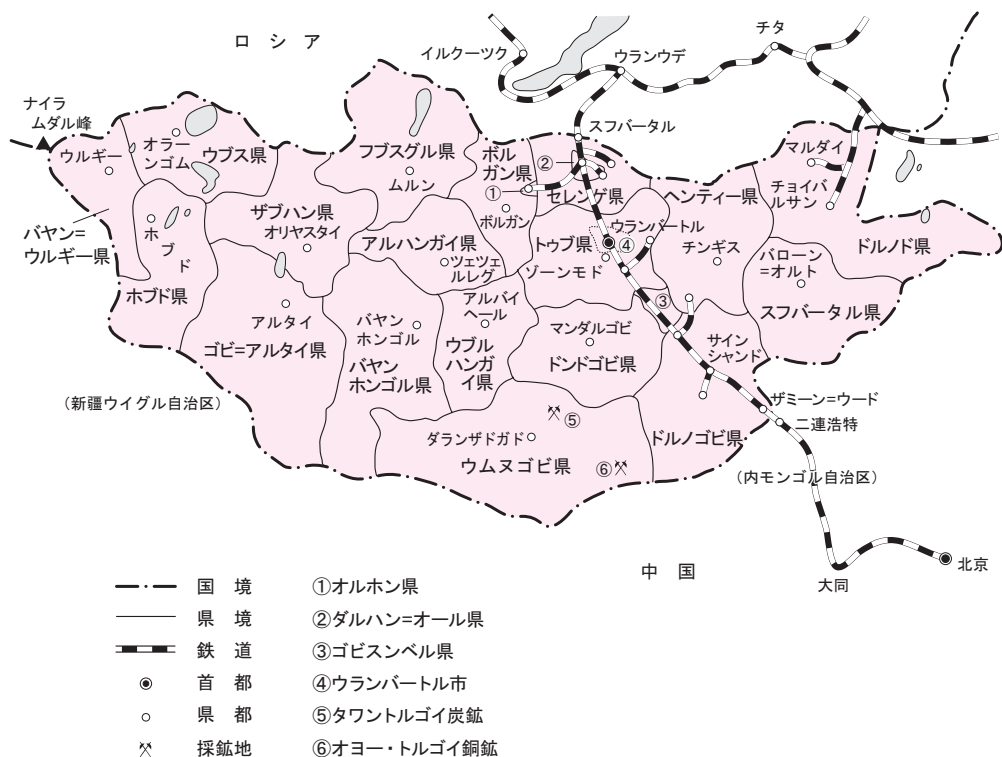 ロシア
チタ
イルクーツク
ウランウデ
ナイラ
ムダル峰
スフバータル
オラー
ンゴム
ウブス県
ウルギー
フブスグル県
ムルン
ボル
ガン県
②
①
ボルガン
セレンゲ県
ヘンティー県
マルダイ
チョイバ
ルサン
バヤン=
ウルギー県
ホブド
ザブハン県
オリヤスタイ
アルハンガイ県
ツェツェ
ルレグ
トゥブ県
ウランバートル
④
ゾーンモド
チンギス
バローン
=オルト
ドルノド県
ホブド県
アルタイ
ゴビ=アルタイ県
バヤン
ホンゴル
バヤン
ホンゴル県
アルバイ
ヘール
ウブル
ハンガ
イ県
マンダルゴビ
ドンドゴビ県
③
サイン
シャンド
スフバータル県
(新疆ウイグル自治区)
ザミーン=ウード
二連浩特
⑤
ダランザドガド
ウムヌゴビ県
⑥
ドルノゴビ県
(内モンゴル自治区)
中国
大同
北京
国境 ①オルホン県
県境 ②ダルハン=オール県
鉄道 ③ゴビスンベル県
首都 ④ウランバートル市
県都 ⑤タワントルゴイ炭鉱
採鉱地 ⑥オヨー・トルゴイ銅鉱